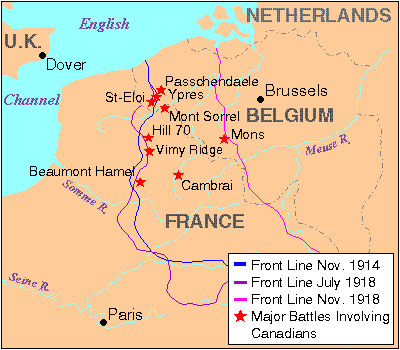 NETHERLANDS
English
U.K.
Dover
Passchendaele
Channel
St-Eloi
Ypres
Brussels
Mont Sorrel
BELGIUM
Hill 70
Mons
Vimy Ridge
Meuse R.
Beaumont Hamel
Cambrai
Somme R.
FRANCE
Front Line Nov. 1914
Front Line July 1918
Front Line Nov. 1918
Major Battles Involving
Canadians
Seine R.
Paris